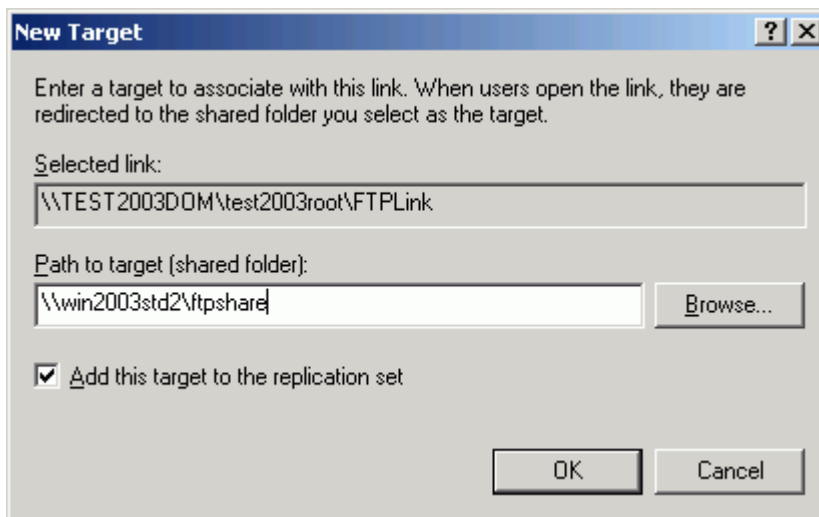 New Target
Enter a target to associate with this link. When users open the link, they are
redirected to the shared folder you select as the target.
Selected link:
\\TEST2003DOM\test2003root\FTPLink
Path to target (shared folder):
\\win2003std2\ftpshare
Browse...
Add this target to the replication set
OK
Cancel